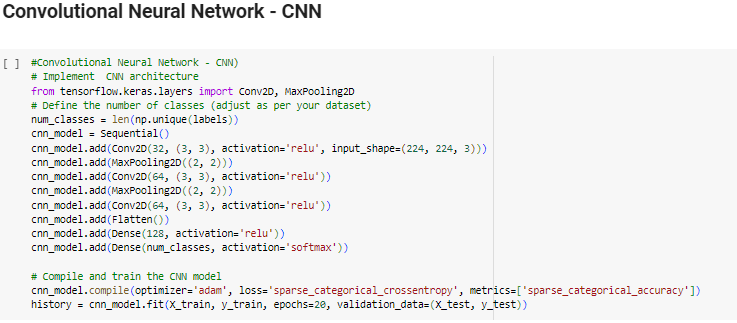 Convolutional Neural Network - CNN
[ ] #Convolutional Neural Network - CNN)
# Implement  CNN architecture
from tensorflow.keras.layers import Conv2D, MaxPooling2D
# Define the number of classes (adjust as per your dataset)
num_classes = len(np.unique(labels))
cnn_model = Sequential()
cnn_model.add(Conv2D(32, (3, 3), activation='relu', input_shape=(224, 224, 3)))
cnn_model.add(MaxPooling2D((2, 2)))
cnn_model.add(Conv2D(64, (3, 3), activation='relu'))
cnn_model.add(MaxPooling2D((2, 2)))
cnn_model.add(Conv2D(64, (3, 3), activation='relu'))
cnn_model.add(Flatten())
cnn_model.add(Dense(128, activation='relu'))
cnn_model.add(Dense(num_classes, activation='softmax'))
# Compile and train the CNN model
cnn_model.compile(optimizer='adam', loss='sparse_categorical_crossentropy', metrics=['sparse_categorical_accuracy'])
history = cnn_model.fit(X_train, y_train, epochs=20, validation_data=(X_test, y_test))